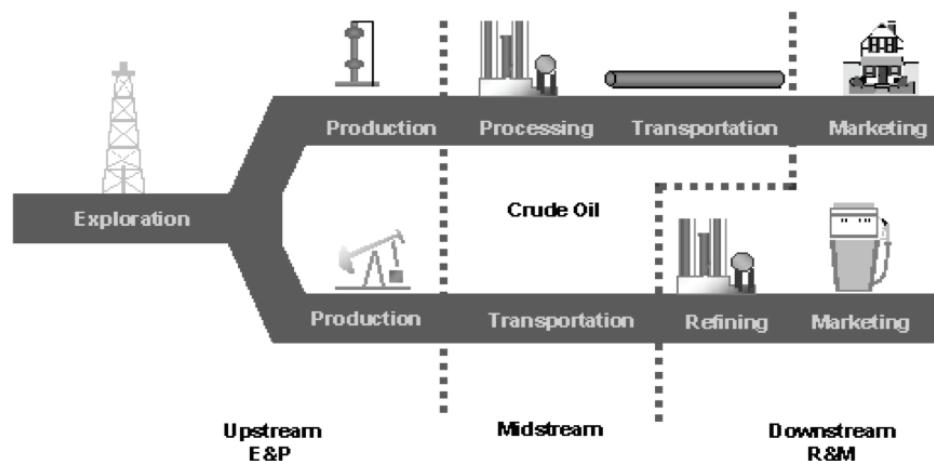 Production
Processing
Transportation
Marketing
Exploration
Crude Oil
Production
Transportation
Refining
Marketing
Upstream
E&P
Midstream
Downstream
R&M